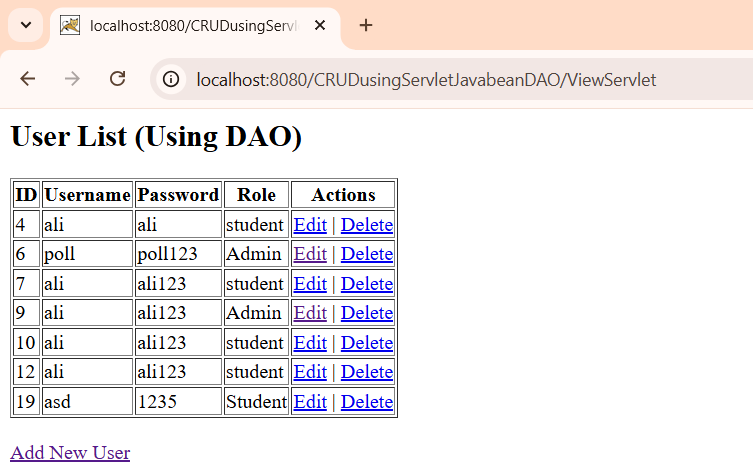 localhost:8080/CRUDusingServl
localhost:8080/CRUDusingServletJavabeanDAO/ViewServlet
User List (Using DAO)
ID Username Password Role Actions
4 ali ali student Edit | Delete
6 poll poll123 Admin Edit | Delete
7 ali ali123 student Edit | Delete
9 ali ali123 Admin Edit | Delete
10 ali ali123 student Edit | Delete
12 ali ali123 student Edit | Delete
19 asd 1235 Student Edit | Delete
Add New User